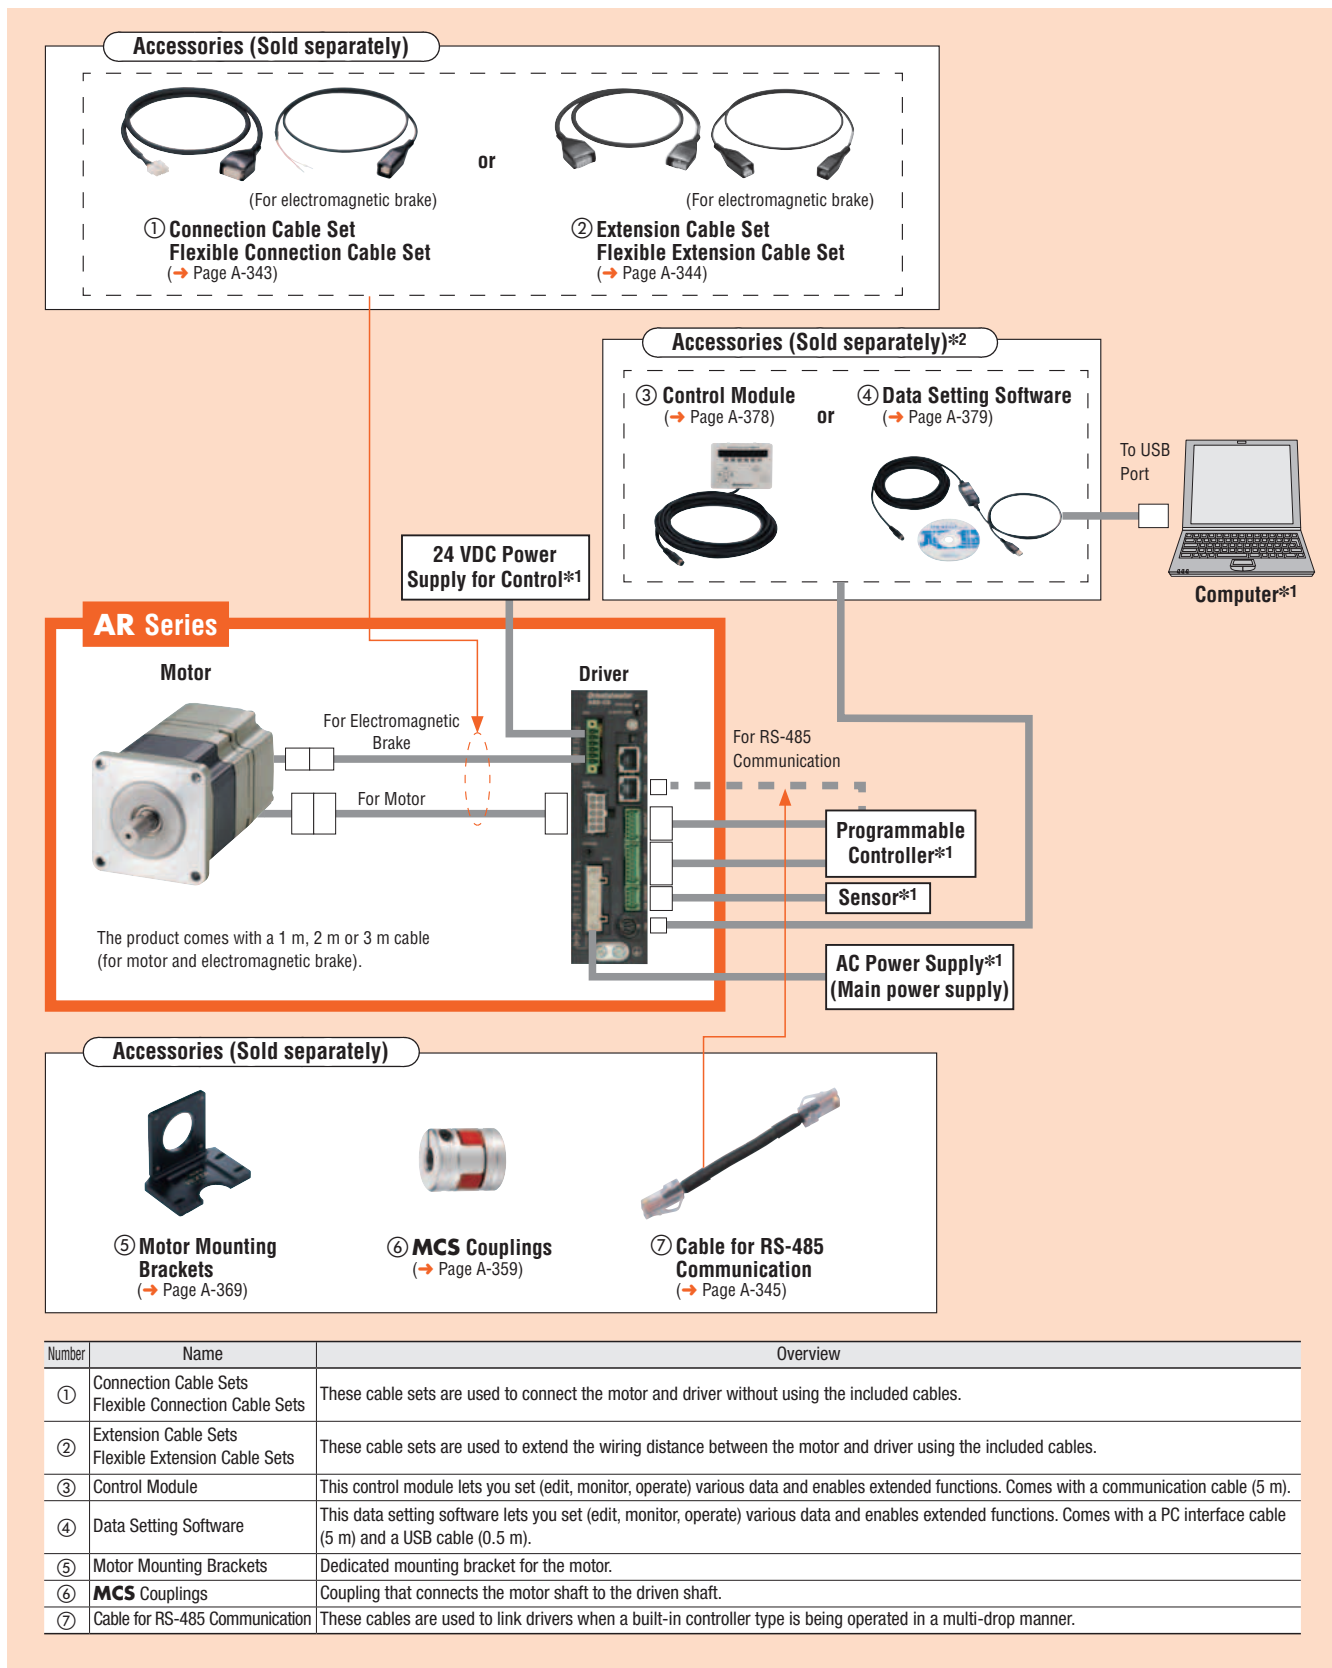 Accessories (Sold separately)
or
(For electromagnetic brake)
(For electromagnetic brake)
① Connection Cable Set
Flexible Connection Cable Set
(➜ Page A-343)
② Extension Cable Set
Flexible Extension Cable Set
(➜ Page A-344)
Accessories (Sold separately)*2
③ Control Module
(➜ Page A-378)
or
④ Data Setting Software
(➜ Page A-379)
To USB
Port
Computer*1
24 VDC Power
Supply for Control*1
AR Series
Motor
Driver
For Electromagnetic
Brake
For Motor
For RS-485
Communication
Programmable
Controller*1
Sensor*1
AC Power Supply*1
(Main power supply)
The product comes with a 1 m, 2 m or 3 m cable
(for motor and electromagnetic brake).
Accessories (Sold separately)
⑤ Motor Mounting
Brackets
(➜ Page A-369)
⑥ MCS Couplings
(➜ Page A-359)
⑦ Cable for RS-485
Communication
(➜ Page A-345)
Number Name Overview
① Connection Cable Sets
Flexible Connection Cable Sets
These cable sets are used to connect the motor and driver without using the included cables.
② Extension Cable Sets
Flexible Extension Cable Sets
These cable sets are used to extend the wiring distance between the motor and driver using the included cables.
③ Control Module This control module lets you set (edit, monitor, operate) various data and enables extended functions. Comes with a communication cable (5 m).
④ Data Setting Software This data setting software lets you set (edit, monitor, operate) various data and enables extended functions. Comes with a PC interface cable
(5 m) and a USB cable (0.5 m).
⑤ Motor Mounting Brackets Dedicated mounting bracket for the motor.
⑥ MCS Couplings Coupling that connects the motor shaft to the driven shaft.
⑦ Cable for RS-485 Communication These cables are used to link drivers when a built-in controller type is being operated in a multi-drop manner.